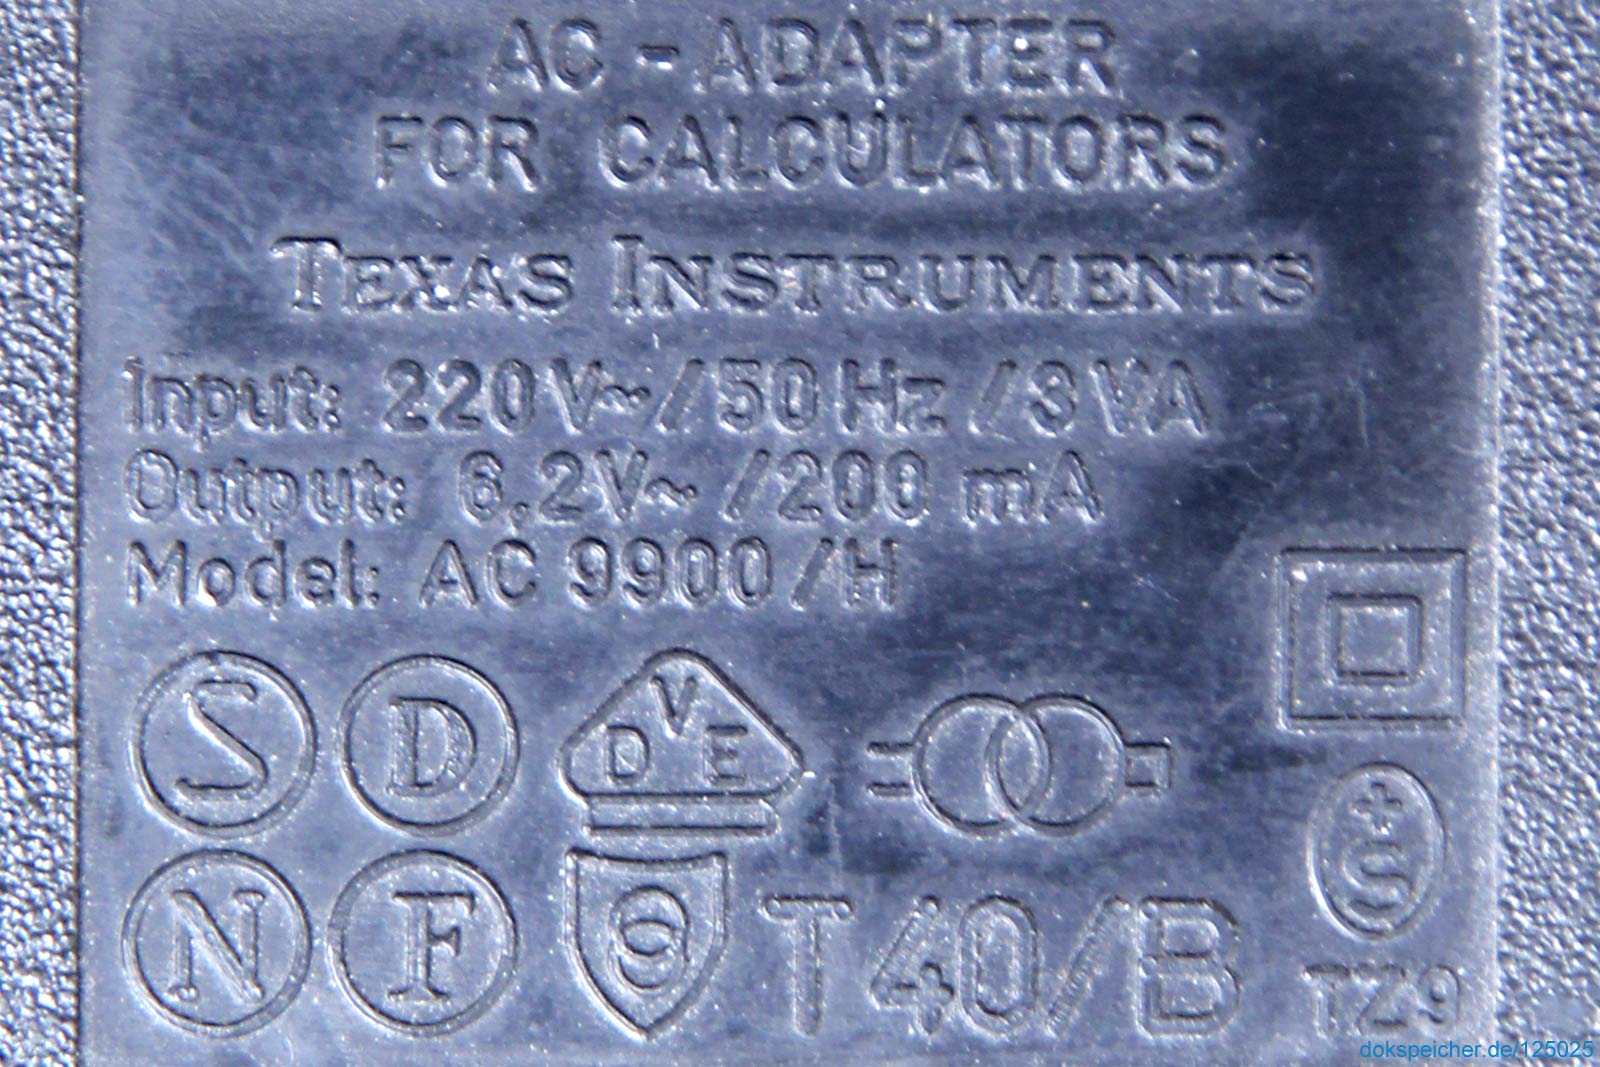 AC - ADAPTER
FOR CALCULATORS
TEXAS INSTRUMENTS
Input: 220V~/50Hz /3VA
Output: 6,2V~ /200 mA
Model: AC 9900/H
S D VDE
N F T40/B +S
TZ9
dokspeicher.de/125025